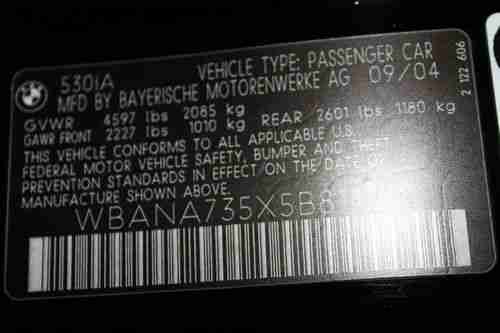 BMW
530iA VEHICLE TYPE: PASSENGER CAR
MFD BY BAYERISCHE MOTORENWERKE AG 09/04
GVWR 4597 lbs 2085 kg
GAWR FRONT 2227 lbs 1010 kg REAR 2601 lbs 1180 kg
THIS VEHICLE CONFORMS TO ALL APPLICABLE
FEDERAL MOTOR VEHICLE SAFETY, BUMPER AND THEFT
PREVENTION STANDARDS IN EFFECT ON THE DATE OF
MANUFACTURE SHOWN ABOVE.
WBANA735X5B8
2 122 606